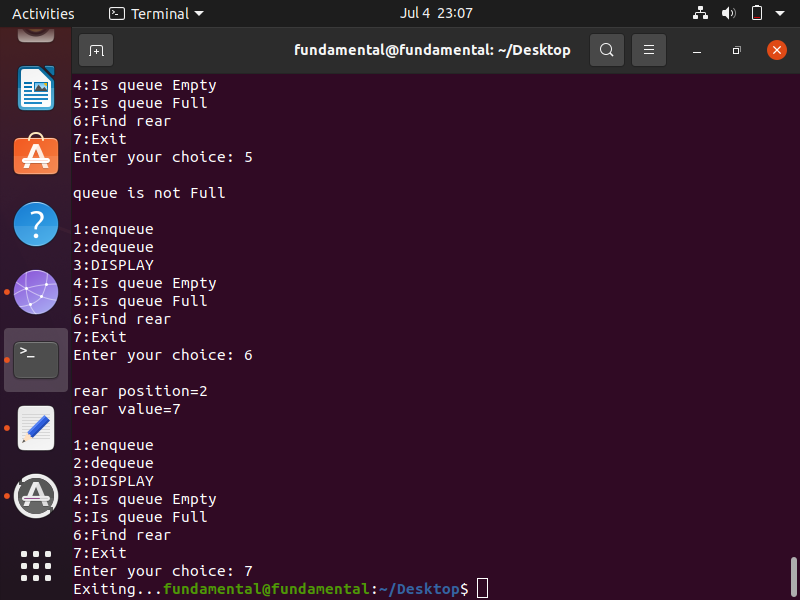 Activities
Terminal
Jul 4 23:07
fundamental@fundamental: ~/Desktop
4:Is queue Empty
5:Is queue Full
6:Find rear
7:Exit
Enter your choice: 5
queue is not Full
1:enqueue
2:dequeue
3:DISPLAY
4:Is queue Empty
5:Is queue Full
6:Find rear
7:Exit
Enter your choice: 6
rear position=2
rear value=7
1:enqueue
2:dequeue
3:DISPLAY
4:Is queue Empty
5:Is queue Full
6:Find rear
7:Exit
Enter your choice: 7
Exiting...fundamental@fundamental:~/Desktop$